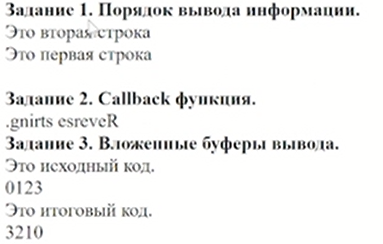 Задание 1. Порядок вывода информации.
Это вторая строка
Это первая строка
Задание 2. Callback функция.
.gnirts esreveR
Задание 3. Вложенные буферы вывода.
Это исходный код.
0123
Это итоговый код.
3210